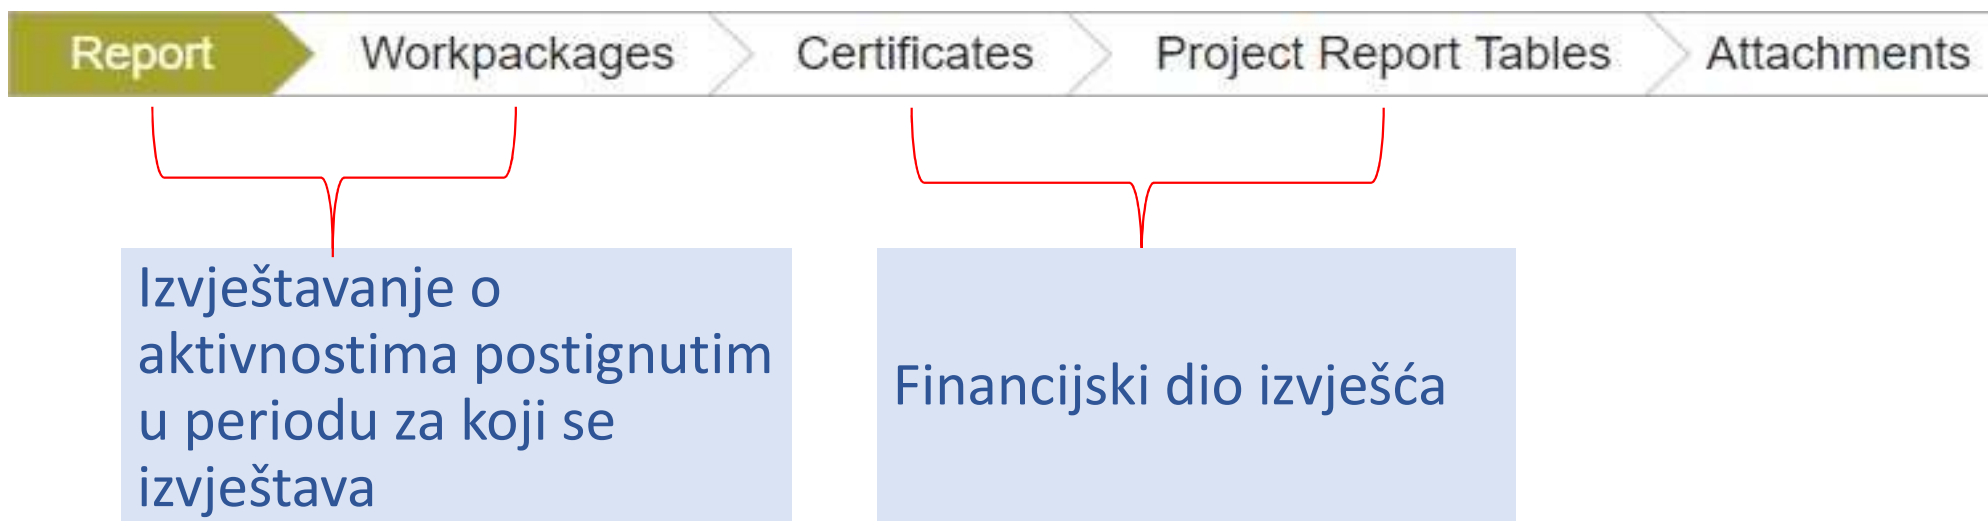 Report Workpackages Certificates Project Report Tables Attachments
Izvještavanje o
aktivnostima postignutim
u periodu za koji se
izvještava
Financijski dio izvješća